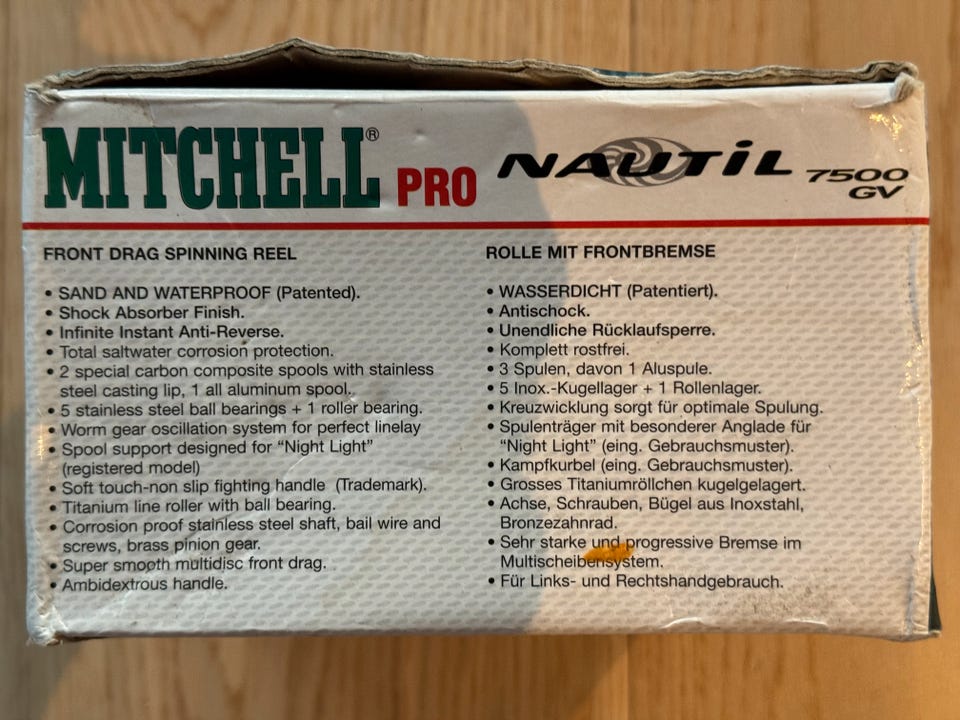 MITCHELL® PRO NAUTiL 7500 GV
FRONT DRAG SPINNING REEL
• SAND AND WATERPROOF (Patented).
• Shock Absorber Finish.
• Infinite Instant Anti-Reverse.
• Total saltwater corrosion protection.
• 2 special carbon composite spools with stainless
steel casting lip, 1 all aluminum spool.
• 5 stainless steel ball bearings + 1 roller bearing.
• Worm gear oscillation system for perfect linelay
• Spool support designed for “Night Light”
(registered model)
• Soft touch-non slip fighting handle (Trademark).
• Titanium line roller with ball bearing.
• Corrosion proof stainless steel shaft, bail wire and
screws, brass pinion gear.
• Super smooth multidisc front drag.
• Ambidextrous handle.
ROLLE MIT FRONTBREMSE
• WASSERDICHT (Patentiert).
• Antischock.
• Unendliche Rücklaufsperre.
• Komplett rostfrei.
• 3 Spulen, davon 1 Aluspule.
• 5 Inox.-Kugellager + 1 Rollenlager.
• Kreuzwicklung sorgt für optimale Spulung.
• Spulenträger mit besonderer Anglade für
“Night Light” (eing. Gebrauchsmuster).
• Kampfkurbel (eing. Gebrauchsmuster).
• Grosses Titaniumröllchen kugelgelagert.
• Achse, Schrauben, Bügel aus Inoxstahl,
Bronzezahnrad.
• Sehr starke und progressive Bremse im
Multischeibensystem.
• Für Links- und Rechtshandgebrauch.